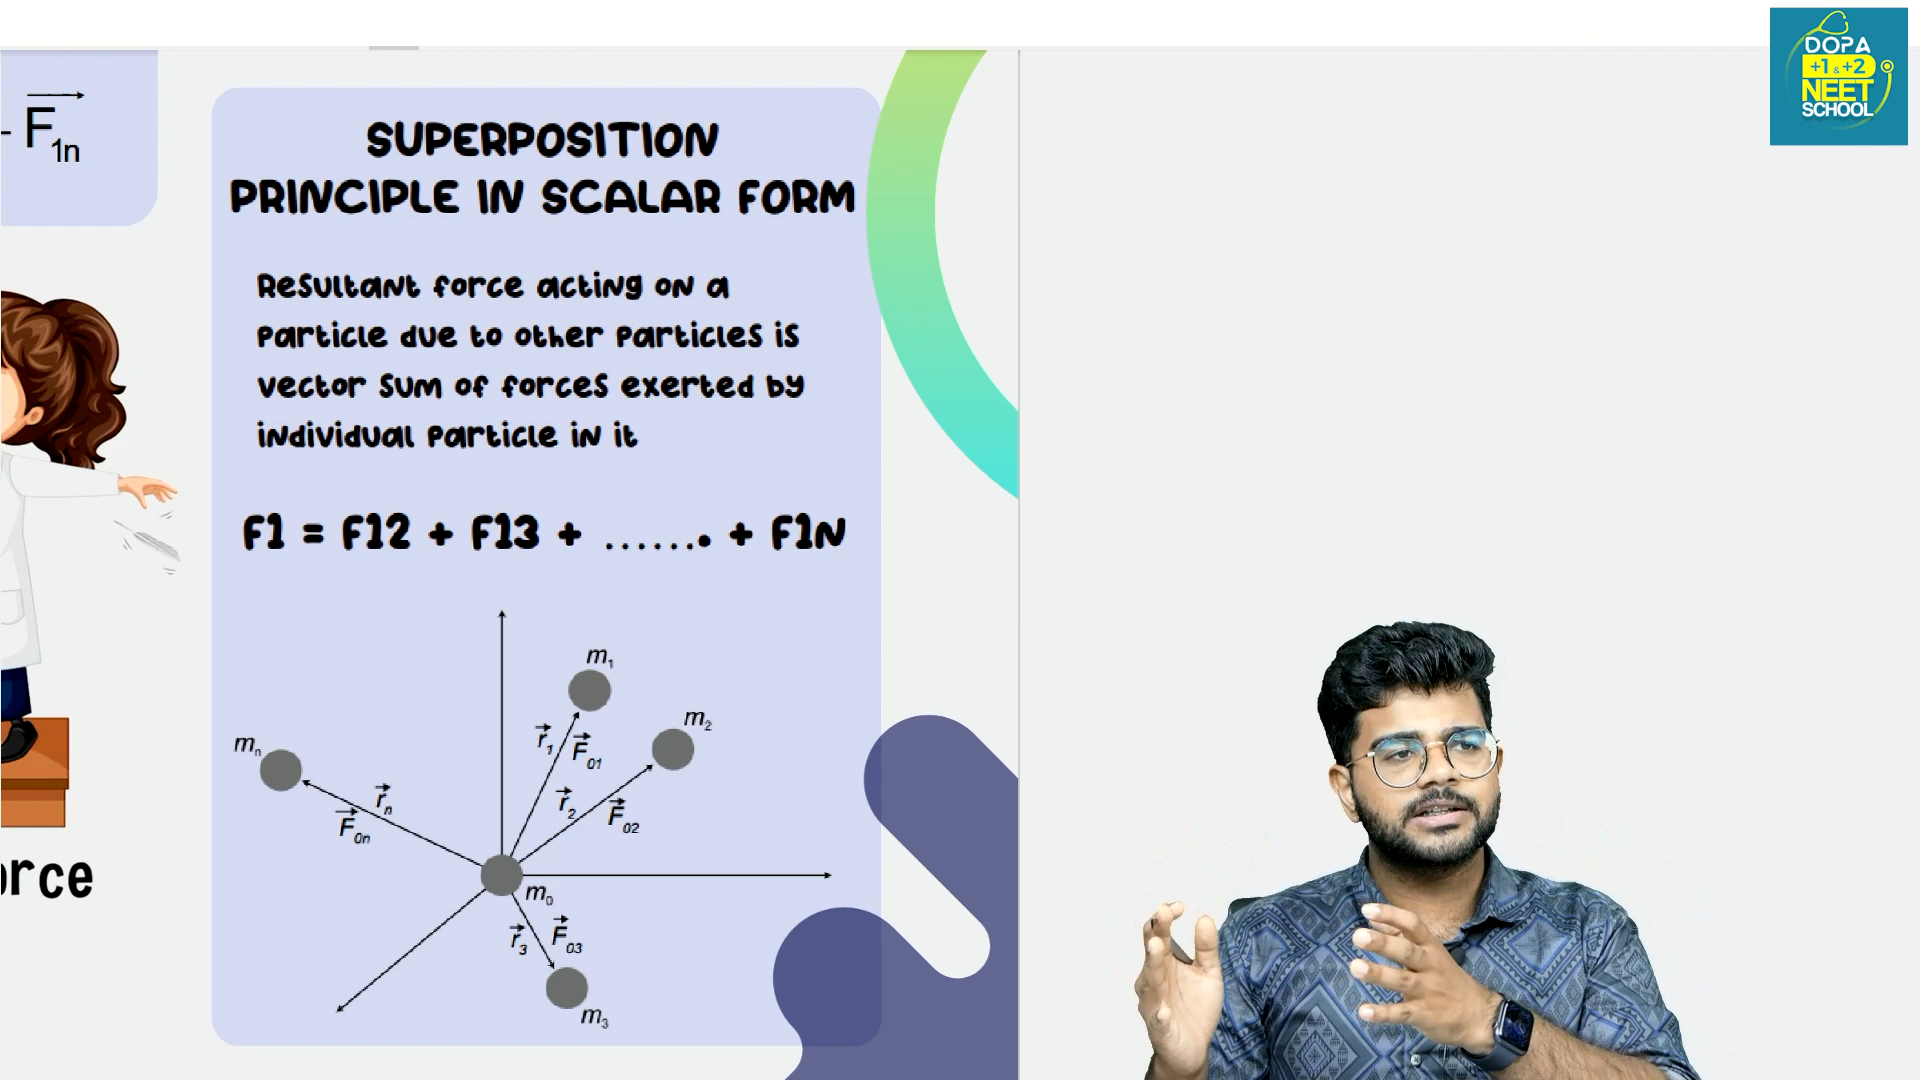 - F1n
SUPERPOSITION
PRINCIPLE IN SCALAR FORM
Resultant force acting on a
particle due to other particles is
vector sum of forces exerted by
individual particle in it
F1 = F12 + F13 + ....... + F1N
m1
m2
mn
r1
F01
r2
F02
rn
F0n
m0
r3
F03
m3
orce
DOPA
+1 & +2
NEET
SCHOOL